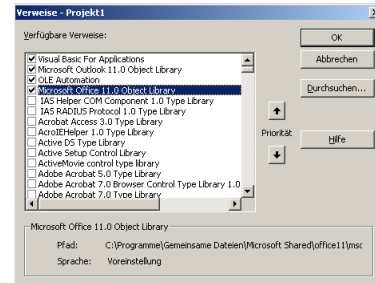 Verweise - Projekt1
Verfügbare Verweise:
OK
Abbrechen
Durchsuchen...
Hilfe
Visual Basic For Applications
Microsoft Outlook 11.0 Object Library
OLE Automation
Microsoft Office 11.0 Object Library
IAS Helper COM Component 1.0 Type Library
IAS RADIUS Protocol 1.0 Type Library
Acrobat Access 3.0 Type Library
AcroIEHelper 1.0 Type Library
Active DS Type Library
Active Setup Control Library
ActiveMovie control type library
Adobe Acrobat 5.0 Type Library
Adobe Acrobat 7.0 Browser Control Type Library 1.0
Adobe Acrobat 7.0 Type Library
Priorität
Microsoft Office 11.0 Object Library
Pfad: C:\Programme\Gemeinsame Dateien\Microsoft Shared\office11\msc
Sprache: Voreinstellung